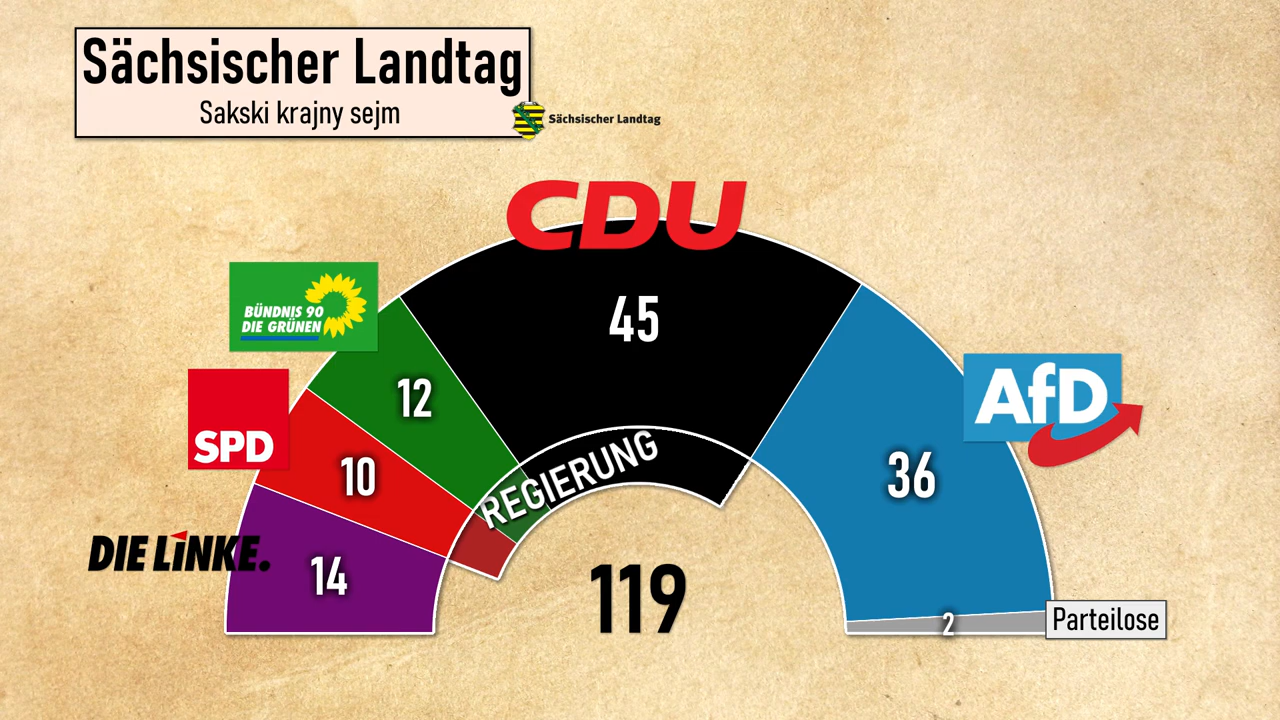 Sächsischer Landtag
Sakski krajny sejm
Sächsischer Landtag
CDU
45
BÜNDNIS 90
DIE GRÜNEN
12
AfD
36
SPD
10
REGIERUNG
DIE LiNKE.
14
119
2
Parteilose